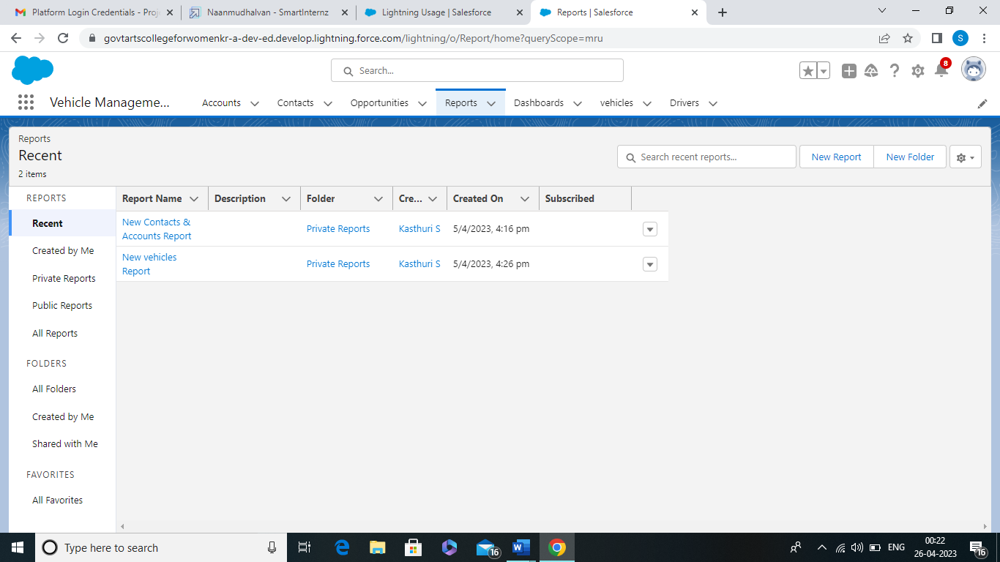 Platform Login Credentials - Proj
Naanmudhalvan - SmartInternz
Lightning Usage | Salesforce
Reports | Salesforce
govtartscollegeforwomenkr-a-dev-ed.develop.lightning.force.com/lightning/o/Report/home?queryScope=mru
S
Search...
8
Vehicle Manageme...
Accounts
Contacts
Opportunities
Reports
Dashboards
vehicles
Drivers
Reports
Recent
2 items
Search recent reports...
New Report
New Folder
REPORTS
Recent
Created by Me
Private Reports
Public Reports
All Reports
FOLDERS
All Folders
Created by Me
Shared with Me
FAVORITES
All Favorites
Report Name Description Folder Cre... Created On Subscribed
New Contacts &
Accounts Report Private Reports Kasthuri S 5/4/2023, 4:16 pm
New vehicles
Report Private Reports Kasthuri S 5/4/2023, 4:26 pm
Type here to search
16
W
ENG
00:22
26-04-2023
16